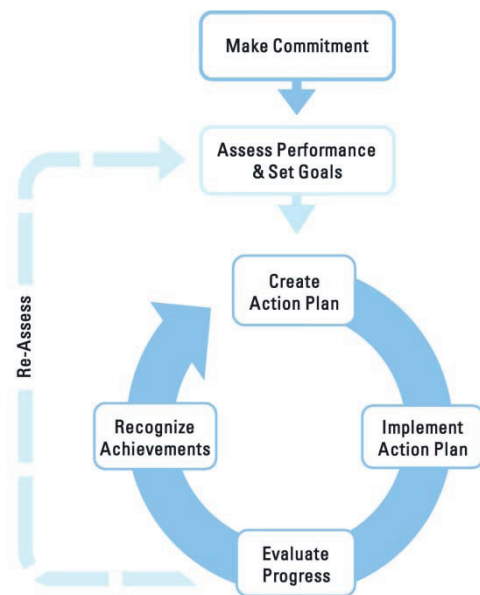 Make Commitment
Assess Performance
& Set Goals
Create
Action Plan
Re-Assess
Recognize
Achievements
Implement
Action Plan
Evaluate
Progress